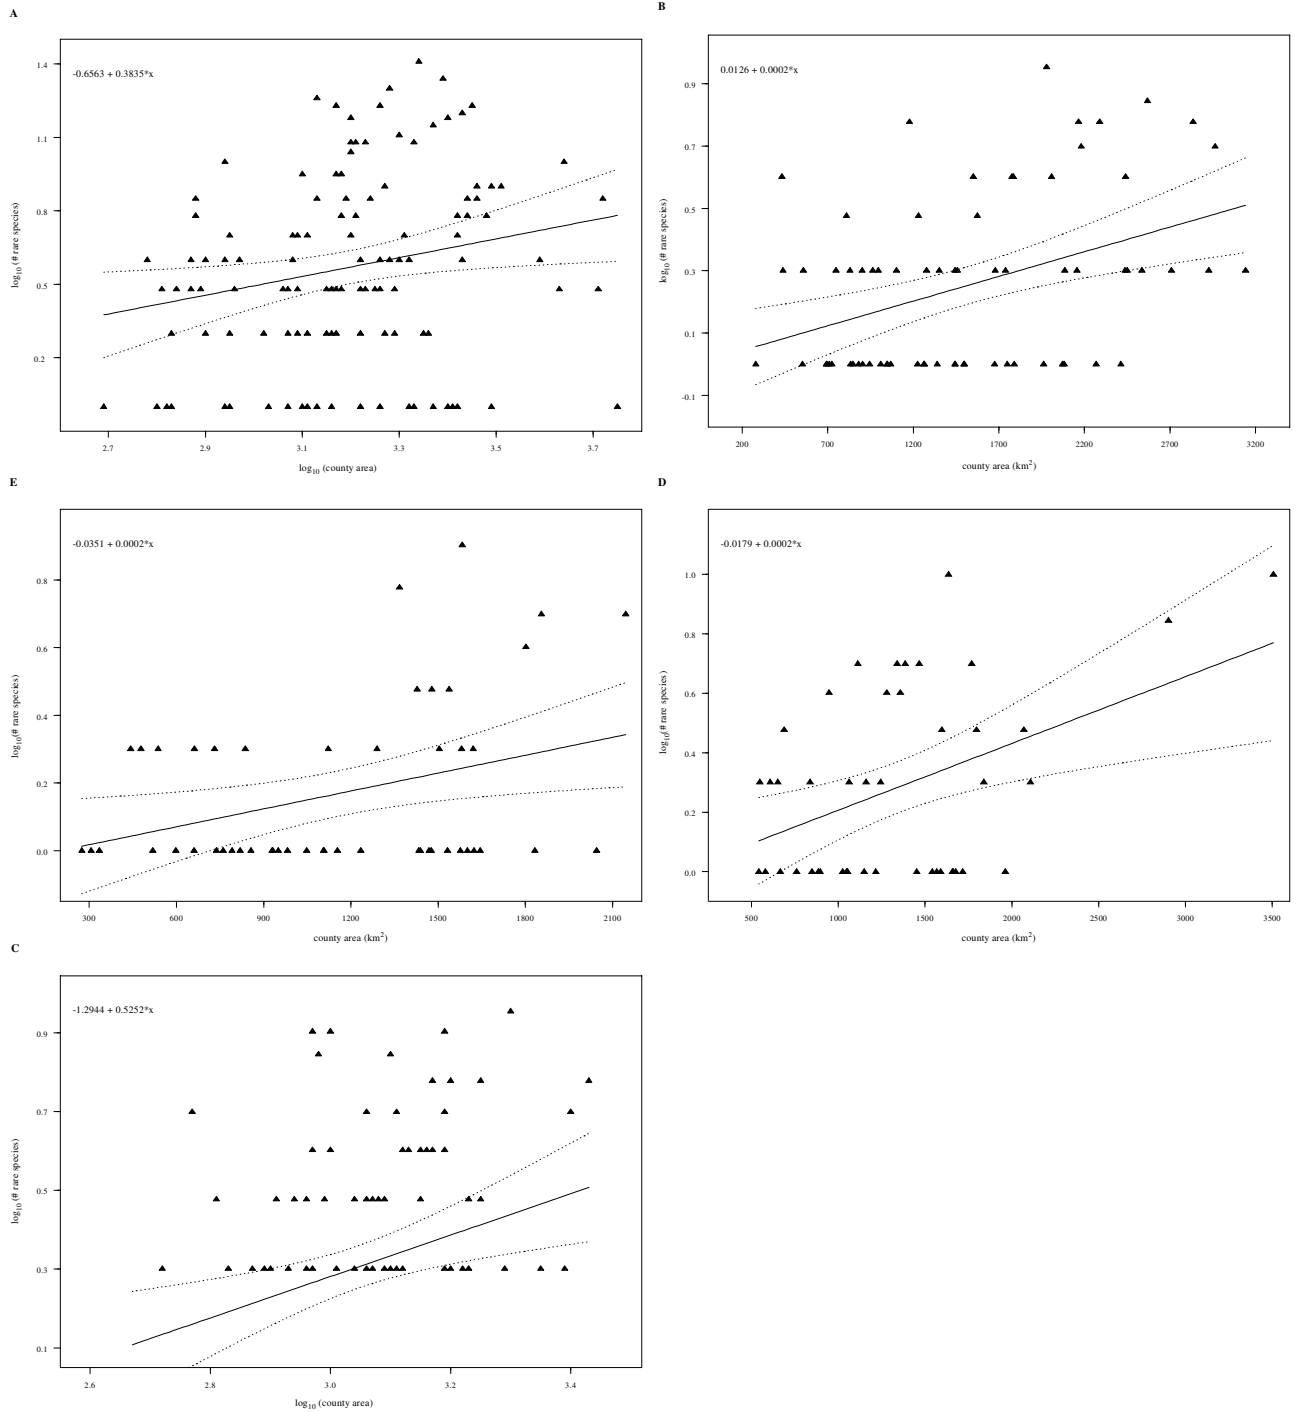 A
-0.6563 + 0.3835*x
1.4
1.1
0.8
0.5
0.2
log10 (# rare species)
2.7 2.9 3.1 3.3 3.5 3.7
log10 (county area)
B
0.0126 + 0.0002*x
0.9
0.7
0.5
0.3
0.1
-0.1
log10 (# rare species)
200 700 1200 1700 2200 2700 3200
county area (km2)
E
-0.0351 + 0.0002*x
0.8
0.6
0.4
0.2
0.0
log10(# rare species)
300 600 900 1200 1500 1800 2100
county area (km2)
D
-0.0179 + 0.0002*x
1.0
0.8
0.6
0.4
0.2
0.0
log10(# rare species)
500 1000 1500 2000 2500 3000 3500
county area (km2)
C
-1.2944 + 0.5252*x
0.9
0.7
0.5
0.3
0.1
log10 (# rare species)
2.6 2.8 3.0 3.2 3.4
log10 (county area)